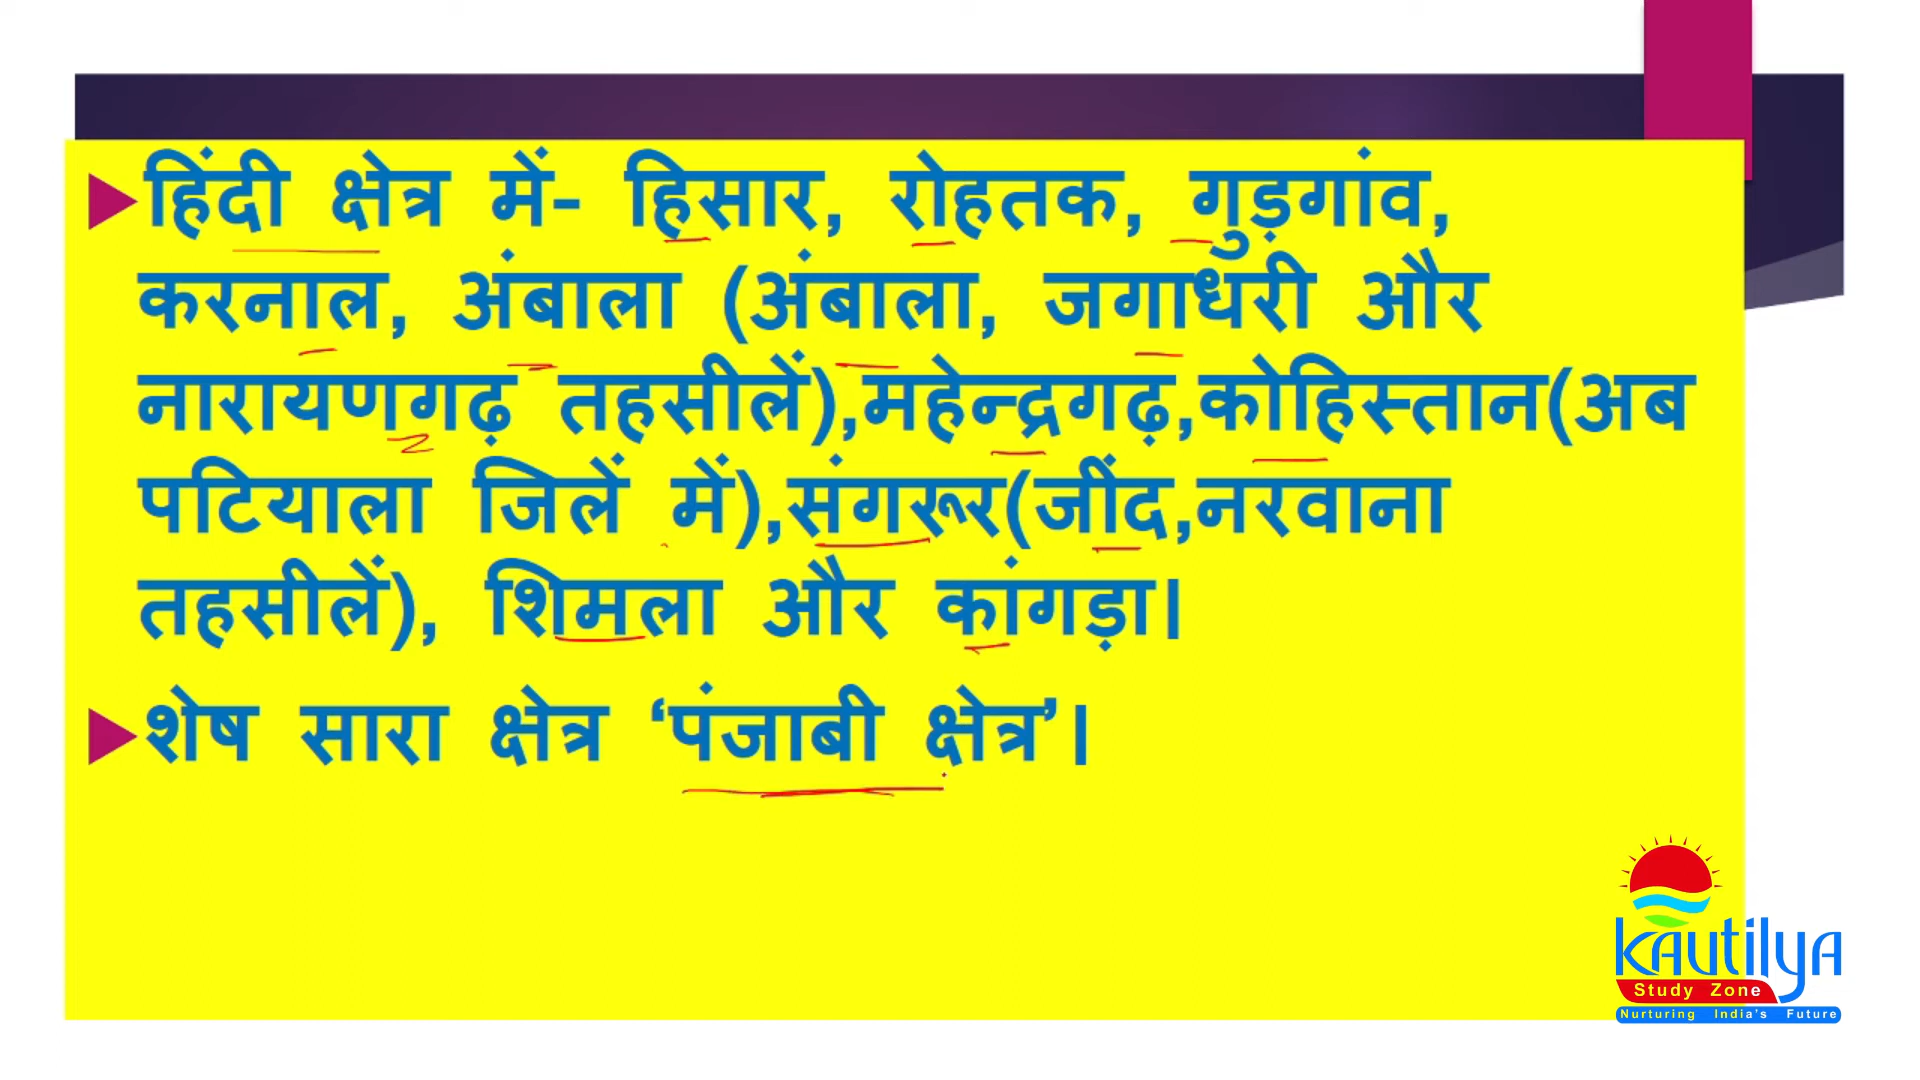 हिंदी क्षेत्र में- हिसार, रोहतक, गुड़गांव,
करनाल, अंबाला (अंबाला, जगाधरी और
नारायणगढ़ तहसीलें),महेन्द्रगढ़,कोहिस्तान(अब
पटियाला जिलें में),संगरूर(जींद,नरवाना
तहसीलें), शिमला और कांगड़ा।
शेष सारा क्षेत्र ‘पंजाबी क्षेत्र’।
kAutilyA
Study Zone
Nurturing India's Future